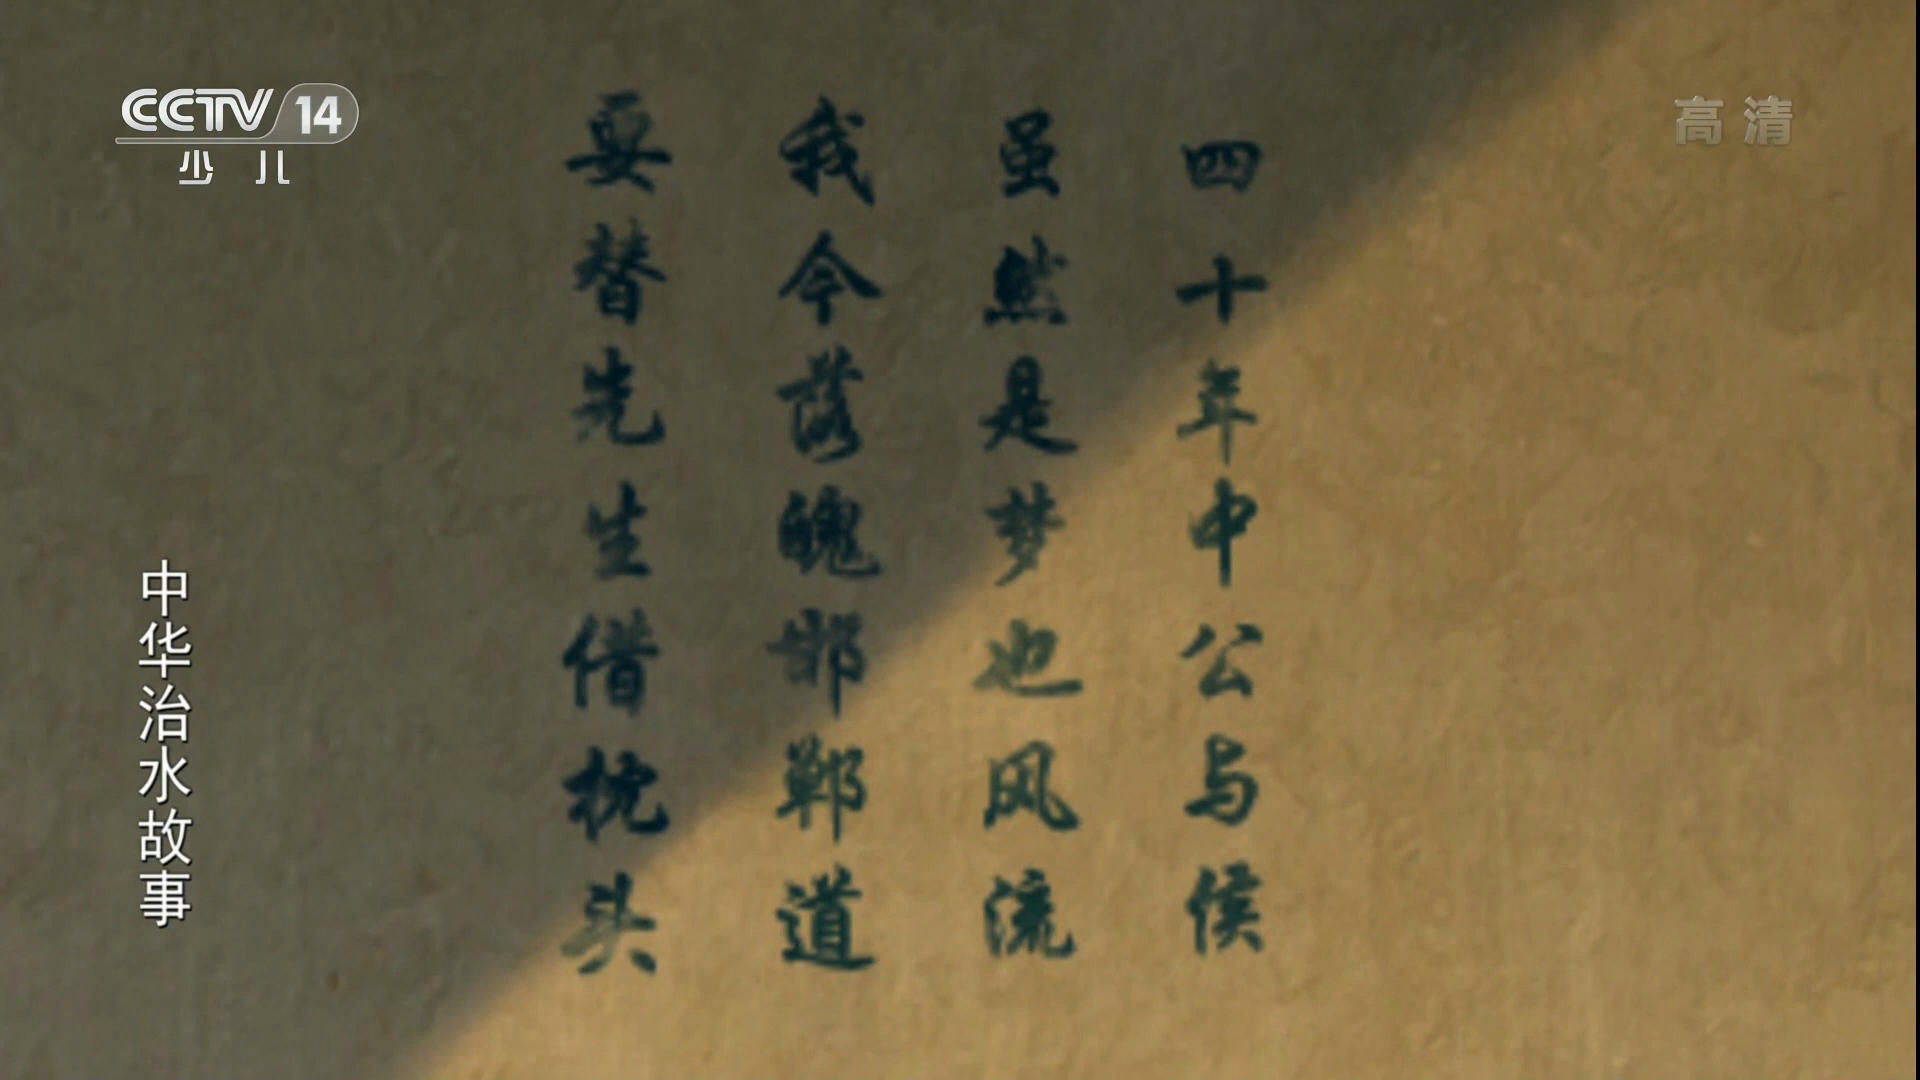 CCTV 14
少儿
高清
四十年中公与侯
虽然是梦也风流
我今落魄邯郸道
要替先生借枕头
中华治水故事